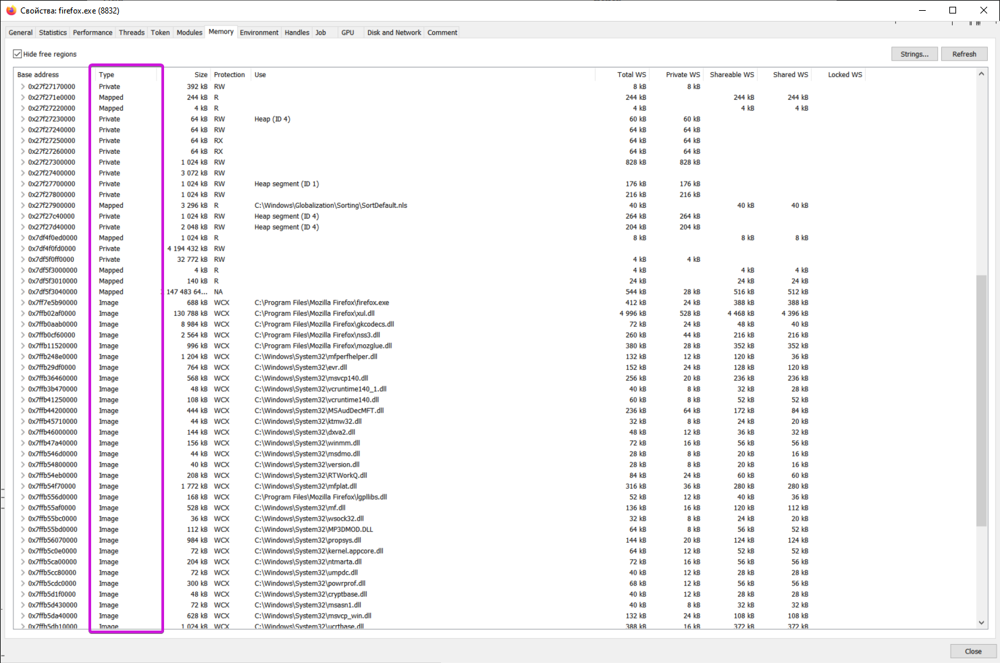 Свойства: firefox.exe (8832)
General Statistics Performance Threads Token Modules Memory Environment Handles Job GPU Disk and Network Comment
Hide free regions Strings... Refresh
Base address Type Size Protection Use Total WS Private WS Shareable WS Shared WS Locked WS
0x27f27170000 Private 392 kB RW 8 kB 8 kB
0x27f271e0000 Mapped 244 kB R 244 kB 244 kB 244 kB
0x27f27220000 Mapped 4 kB R 4 kB 4 kB 4 kB
0x27f27230000 Private 64 kB RW Heap (ID 4) 60 kB 60 kB
0x27f27240000 Private 64 kB RW 64 kB 64 kB
0x27f27250000 Private 64 kB RX 64 kB 64 kB
0x27f27260000 Private 64 kB RX 64 kB 64 kB
0x27f27300000 Private 1 024 kB RW 828 kB 828 kB
0x27f27400000 Private 3 072 kB RW
0x27f27700000 Private 1 024 kB RW Heap segment (ID 1) 176 kB 176 kB
0x27f27800000 Private 1 024 kB RW 216 kB 216 kB
0x27f27900000 Mapped 3 296 kB R C:\Windows\Globalization\Sorting\SortDefault.nls 40 kB 40 kB 40 kB
0x27f27c40000 Private 1 024 kB RW Heap segment (ID 4) 264 kB 264 kB
0x27f27d40000 Private 2 048 kB RW Heap segment (ID 4) 204 kB 204 kB
0x7df4f0ed0000 Mapped 1 024 kB R 8 kB 8 kB 8 kB
0x7df4f0fd0000 Private 4 194 432 kB RW
0x7df5f0ff0000 Private 32 772 kB RW 4 kB 4 kB
0x7df5f3000000 Mapped 4 kB R 4 kB 4 kB 4 kB
0x7df5f3010000 Mapped 140 kB R 24 kB 24 kB 24 kB
0x7df5f3040000 Mapped 147 483 64... NA 544 kB 28 kB 516 kB 512 kB
0x7ff7e5b90000 Image 688 kB WCX C:\Program Files\Mozilla Firefox\firefox.exe 412 kB 24 kB 388 kB 388 kB
0x7ffb02af0000 Image 130 788 kB WCX C:\Program Files\Mozilla Firefox\xul.dll 4 996 kB 528 kB 4 468 kB 4 396 kB
0x7ffb0aab0000 Image 8 984 kB WCX C:\Program Files\Mozilla Firefox\gkcodecs.dll 72 kB 24 kB 48 kB 40 kB
0x7ffb0cf60000 Image 2 564 kB WCX C:\Program Files\Mozilla Firefox\nss3.dll 260 kB 44 kB 216 kB 216 kB
0x7ffb11520000 Image 996 kB WCX C:\Program Files\Mozilla Firefox\mozglue.dll 380 kB 28 kB 352 kB 352 kB
0x7ffb248e0000 Image 1 204 kB WCX C:\Windows\System32\mfperfhelper.dll 132 kB 12 kB 120 kB 36 kB
0x7ffb29df0000 Image 764 kB WCX C:\Windows\System32\evr.dll 152 kB 24 kB 128 kB 120 kB
0x7ffb36460000 Image 568 kB WCX C:\Windows\System32\msvcp140.dll 256 kB 20 kB 236 kB 236 kB
0x7ffb3b470000 Image 48 kB WCX C:\Windows\System32\vcruntime140_1.dll 40 kB 8 kB 32 kB 28 kB
0x7ffb41250000 Image 108 kB WCX C:\Windows\System32\vcruntime140.dll 60 kB 8 kB 52 kB 52 kB
0x7ffb44200000 Image 444 kB WCX C:\Windows\System32\MSAudDecMFT.dll 236 kB 64 kB 172 kB 84 kB
0x7ffb45710000 Image 44 kB WCX C:\Windows\System32\ktmw32.dll 32 kB 8 kB 24 kB 20 kB
0x7ffb46000000 Image 144 kB WCX C:\Windows\System32\dxva2.dll 48 kB 12 kB 36 kB 32 kB
0x7ffb47a40000 Image 156 kB WCX C:\Windows\System32\winmm.dll 72 kB 16 kB 56 kB 56 kB
0x7ffb546d0000 Image 44 kB WCX C:\Windows\System32\msdmo.dll 28 kB 8 kB 20 kB 16 kB
0x7ffb54800000 Image 40 kB WCX C:\Windows\System32\version.dll 28 kB 8 kB 20 kB 16 kB
0x7ffb54eb0000 Image 208 kB WCX C:\Windows\System32\RTWorkQ.dll 84 kB 24 kB 60 kB 60 kB
0x7ffb54f70000 Image 1 772 kB WCX C:\Windows\System32\mfplat.dll 316 kB 36 kB 280 kB 280 kB
0x7ffb556d0000 Image 168 kB WCX C:\Program Files\Mozilla Firefox\lgpllibs.dll 52 kB 12 kB 40 kB 36 kB
0x7ffb55af0000 Image 528 kB WCX C:\Windows\System32\mf.dll 136 kB 16 kB 120 kB 112 kB
0x7ffb55bc0000 Image 36 kB WCX C:\Windows\System32\wsock32.dll 32 kB 8 kB 24 kB 20 kB
0x7ffb55bd0000 Image 112 kB WCX C:\Windows\System32\MP3DMOD.DLL 64 kB 8 kB 56 kB 52 kB
0x7ffb56070000 Image 984 kB WCX C:\Windows\System32\propsys.dll 144 kB 20 kB 124 kB 124 kB
0x7ffb5c0e0000 Image 72 kB WCX C:\Windows\System32\kernel.appcore.dll 64 kB 12 kB 52 kB 52 kB
0x7ffb5ca00000 Image 204 kB WCX C:\Windows\System32\ntmarta.dll 72 kB 16 kB 56 kB 56 kB
0x7ffb5cc80000 Image 72 kB WCX C:\Windows\System32\umpdc.dll 40 kB 12 kB 28 kB 28 kB
0x7ffb5cdc0000 Image 300 kB WCX C:\Windows\System32\powrprof.dll 68 kB 12 kB 56 kB 56 kB
0x7ffb5d1f0000 Image 48 kB WCX C:\Windows\System32\cryptbase.dll 40 kB 12 kB 28 kB 28 kB
0x7ffb5d430000 Image 72 kB WCX C:\Windows\System32\msasn1.dll 40 kB 8 kB 32 kB 32 kB
0x7ffb5da40000 Image 628 kB WCX C:\Windows\System32\msvcp_win.dll 132 kB 24 kB 108 kB 108 kB
0x7ffb5db10000 Image 1 024 kB WCX C:\Windows\System32\ucrtbase.dll 388 kB 16 kB 372 kB 372 kB
Close